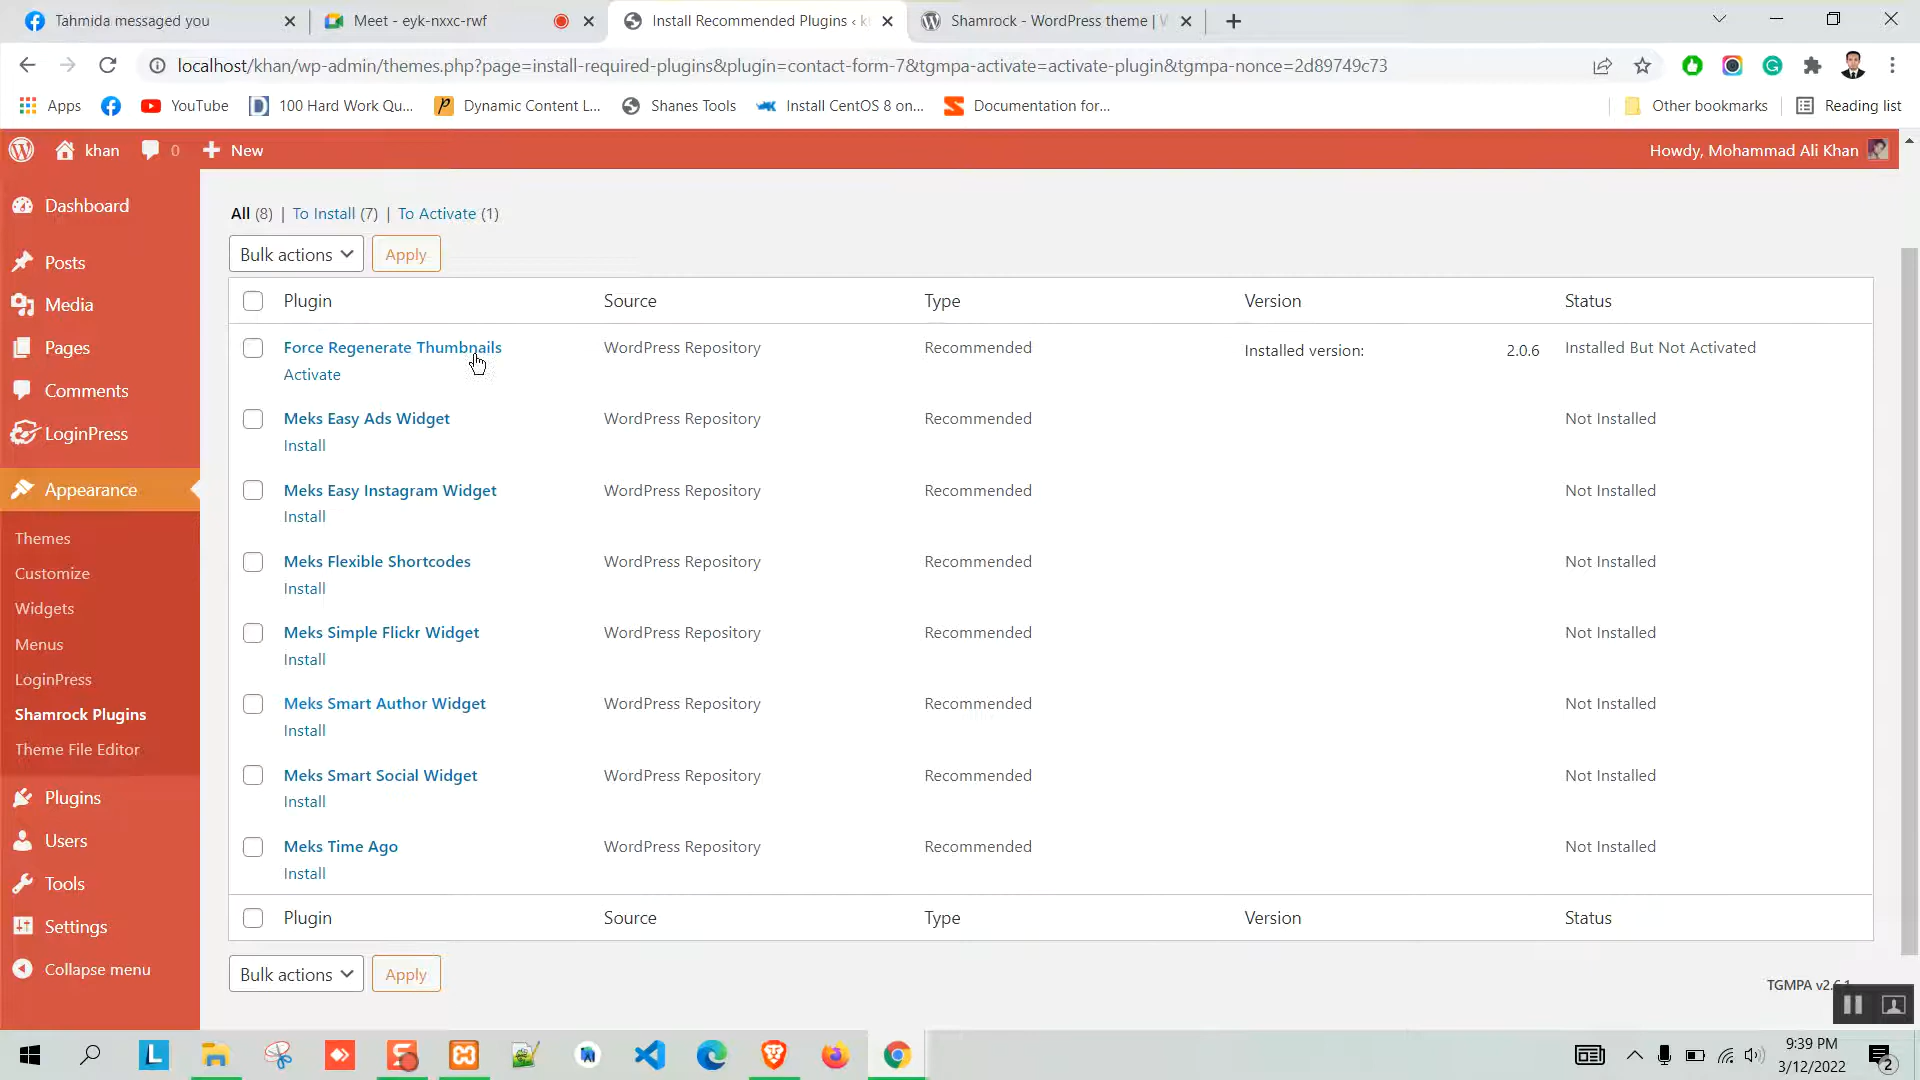 Tahmida messaged you
Meet - eyk-nxxc-rwf
Install Recommended Plugins ‹ k
Shamrock - WordPress theme | W
localhost/khan/wp-admin/themes.php?page=install-required-plugins&plugin=contact-form-7&tgmpa-activate=activate-plugin&tgmpa-nonce=2d89749c73
Apps
YouTube
100 Hard Work Qu...
Dynamic Content L...
Shanes Tools
Install CentOS 8 on...
Documentation for...
Other bookmarks
Reading list
khan
0
New
Howdy, Mohammad Ali Khan
Dashboard
Posts
Media
Pages
Comments
LoginPress
Appearance
Themes
Customize
Widgets
Menus
LoginPress
Shamrock Plugins
Theme File Editor
Plugins
Users
Tools
Settings
Collapse menu
All (8) | To Install (7) | To Activate (1)
Bulk actions Apply
Plugin Source Type Version Status
Force Regenerate Thumbnails WordPress Repository Recommended Installed version: 2.0.6 Installed But Not Activated
Activate
Meks Easy Ads Widget WordPress Repository Recommended Not Installed
Install
Meks Easy Instagram Widget WordPress Repository Recommended Not Installed
Install
Meks Flexible Shortcodes WordPress Repository Recommended Not Installed
Install
Meks Simple Flickr Widget WordPress Repository Recommended Not Installed
Install
Meks Smart Author Widget WordPress Repository Recommended Not Installed
Install
Meks Smart Social Widget WordPress Repository Recommended Not Installed
Install
Meks Time Ago WordPress Repository Recommended Not Installed
Install
Plugin Source Type Version Status
Bulk actions Apply
TGMPA
9:39 PM
3/12/2022
2